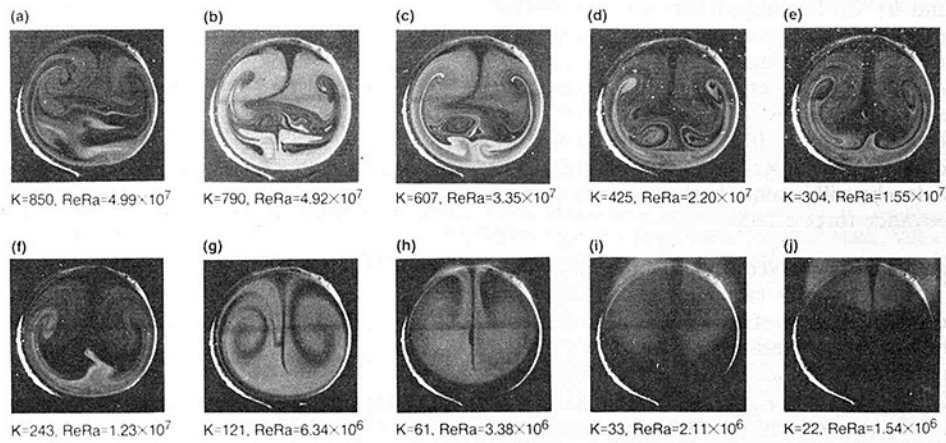 (a) (b) (c) (d) (e)
K=850, ReRa=4.99×10⁷ K=790, ReRa=4.92×10⁷ K=607, ReRa=3.35×10⁷ K=425, ReRa=2.20×10⁷ K=304, ReRa=1.55×10⁷
(f) (g) (h) (i) (j)
K=243, ReRa=1.23×10⁷ K=121, ReRa=6.34×10⁶ K=61, ReRa=3.38×10⁶ K=33, ReRa=2.11×10⁶ K=22, ReRa=1.54×10⁶